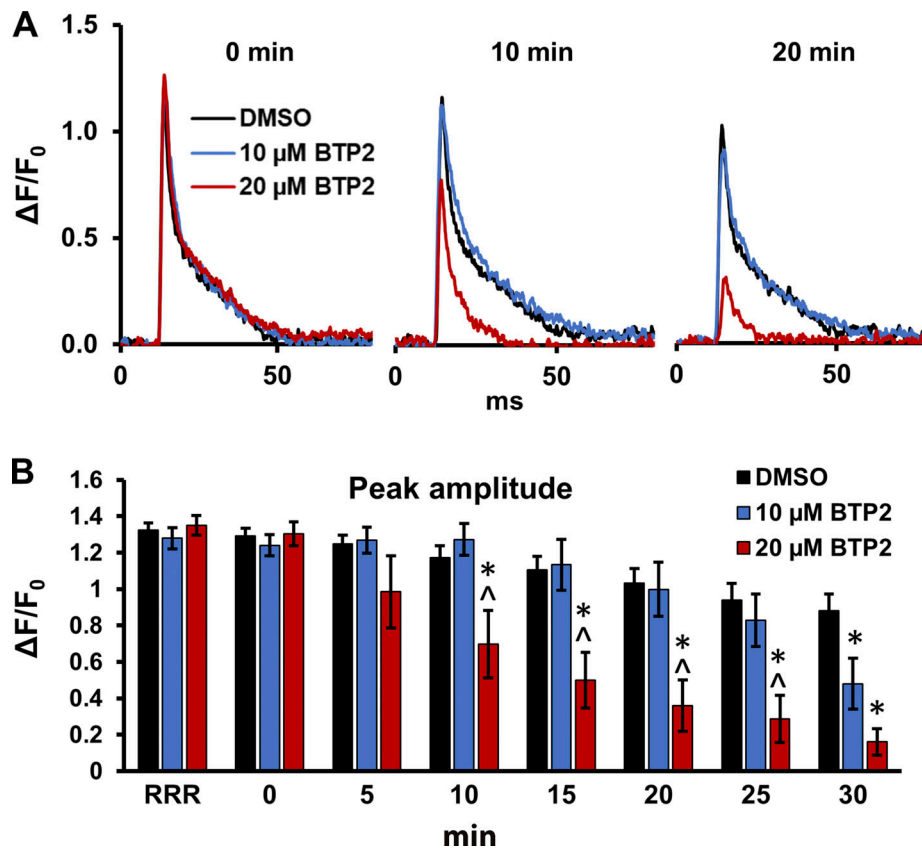 A
1.5
0 min
10 min
20 min
DMSO
10 µM BTP2
20 µM BTP2
1.0
0.5
0.0
ΔF/F0
0
50
0
50
0
50
ms
B
Peak amplitude
DMSO
10 µM BTP2
20 µM BTP2
1.6
1.4
1.2
1
0.8
0.6
0.4
0.2
0
ΔF/F0
*
^
*
^
*
^
*
^
*
*
RRR
0
5
10
15
20
25
30
min